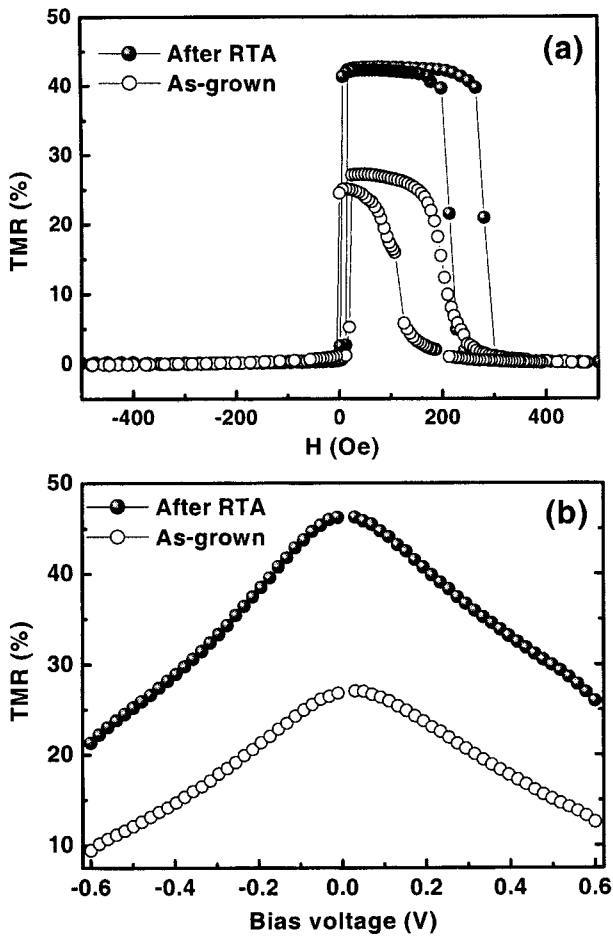 50
(a)
After RTA
As-grown
40
30
20
10
0
TMR (%)
-400 -200 0 200 400
H (Oe)
50
(b)
After RTA
As-grown
40
30
20
10
TMR (%)
-0.6 -0.4 -0.2 0.0 0.2 0.4 0.6
Bias voltage (V)